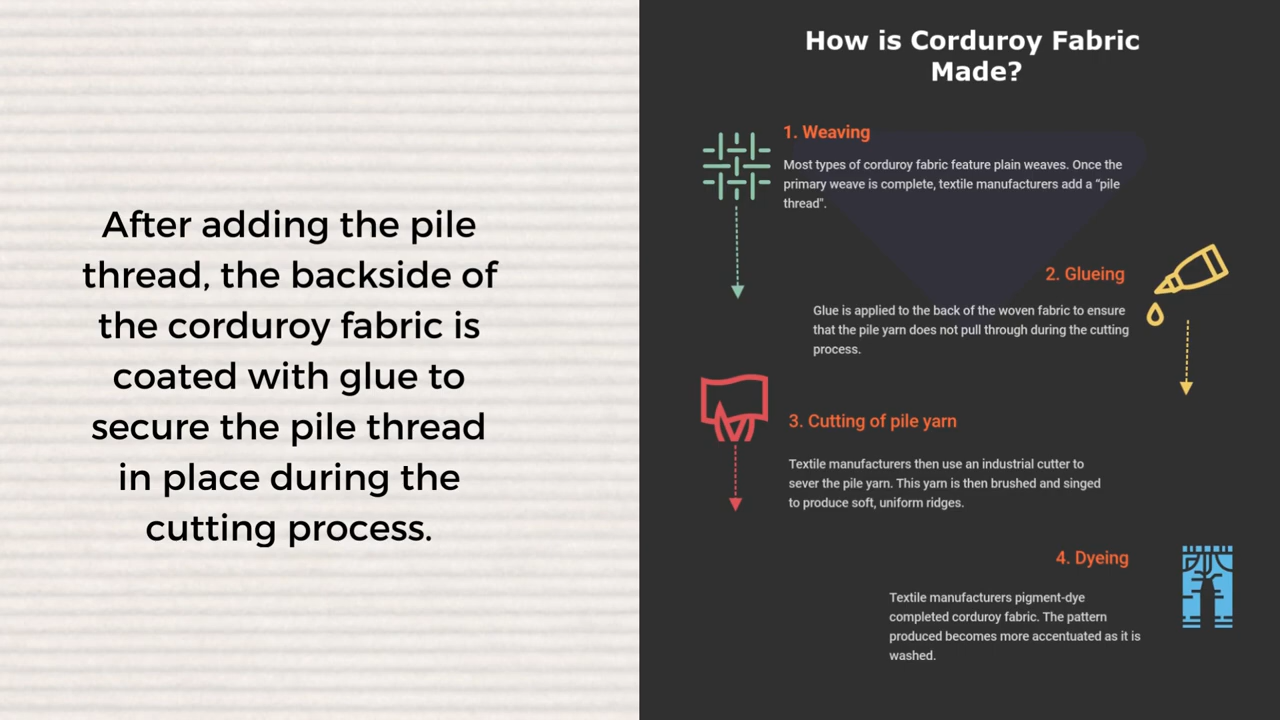 After adding the pile
thread, the backside of
the corduroy fabric is
coated with glue to
secure the pile thread
in place during the
cutting process.
How is Corduroy Fabric
Made?
1. Weaving
Most types of corduroy fabric feature plain weaves. Once the
primary weave is complete, textile manufacturers add a “pile
thread".
2. Glueing
Glue is applied to the back of the woven fabric to ensure
that the pile yarn does not pull through during the cutting
process.
3. Cutting of pile yarn
Textile manufacturers then use an industrial cutter to
sever the pile yarn. This yarn is then brushed and singed
to produce soft, uniform ridges.
4. Dyeing
Textile manufacturers pigment-dye
completed corduroy fabric. The pattern
produced becomes more accentuated as it is
washed.